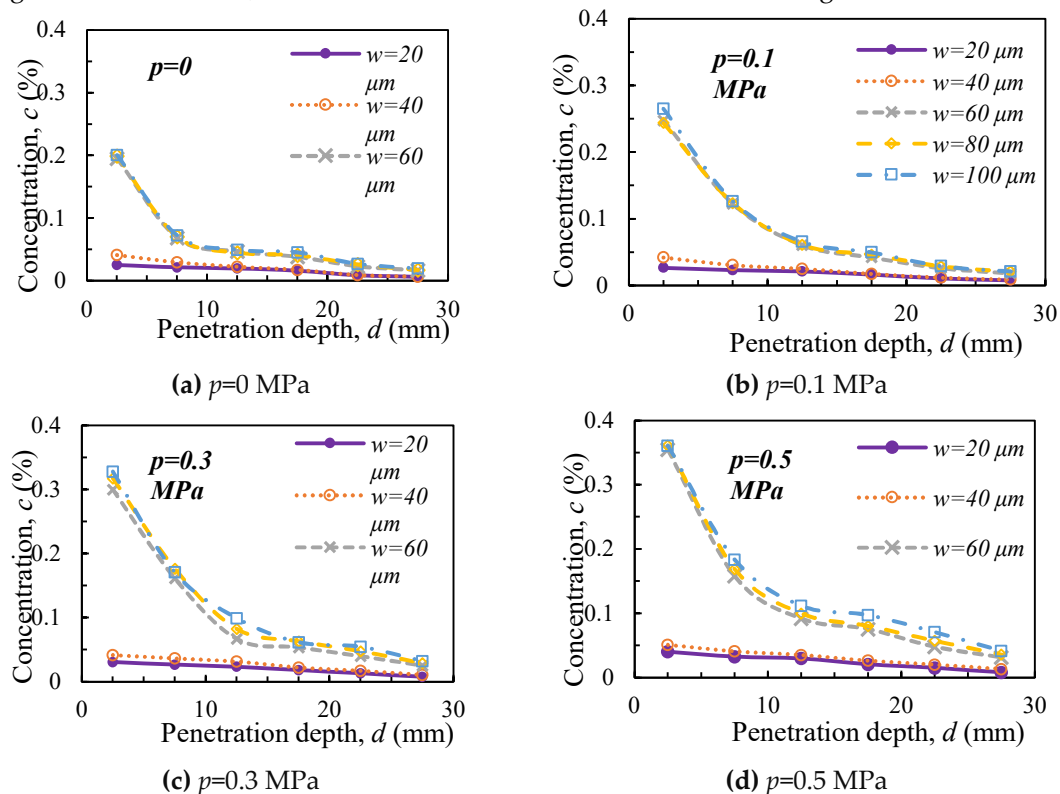 0.4
0.3
0.2
0.1
0
Concentration, c (%)
p=0
w=20
μm
w=40
μm
w=60
μm
0 10 20 30
Penetration depth, d (mm)
(a) p=0 MPa
0.4
0.3
0.2
0.1
0
Concentration, c (%)
p=0.1
MPa
w=20 μm
w=40 μm
w=60 μm
w=80 μm
w=100 μm
0 10 20 30
Penetration depth, d (mm)
(b) p=0.1 MPa
0.4
0.3
0.2
0.1
0
Concentration, c (%)
p=0.3
MPa
w=20
μm
w=40
μm
w=60
μm
0 10 20 30
Penetration depth, d (mm)
(c) p=0.3 MPa
0.4
0.3
0.2
0.1
0
Concentration, c (%)
p=0.5
MPa
w=20 μm
w=40 μm
w=60 μm
0 10 20 30
Penetration depth, d (mm)
(d) p=0.5 MPa